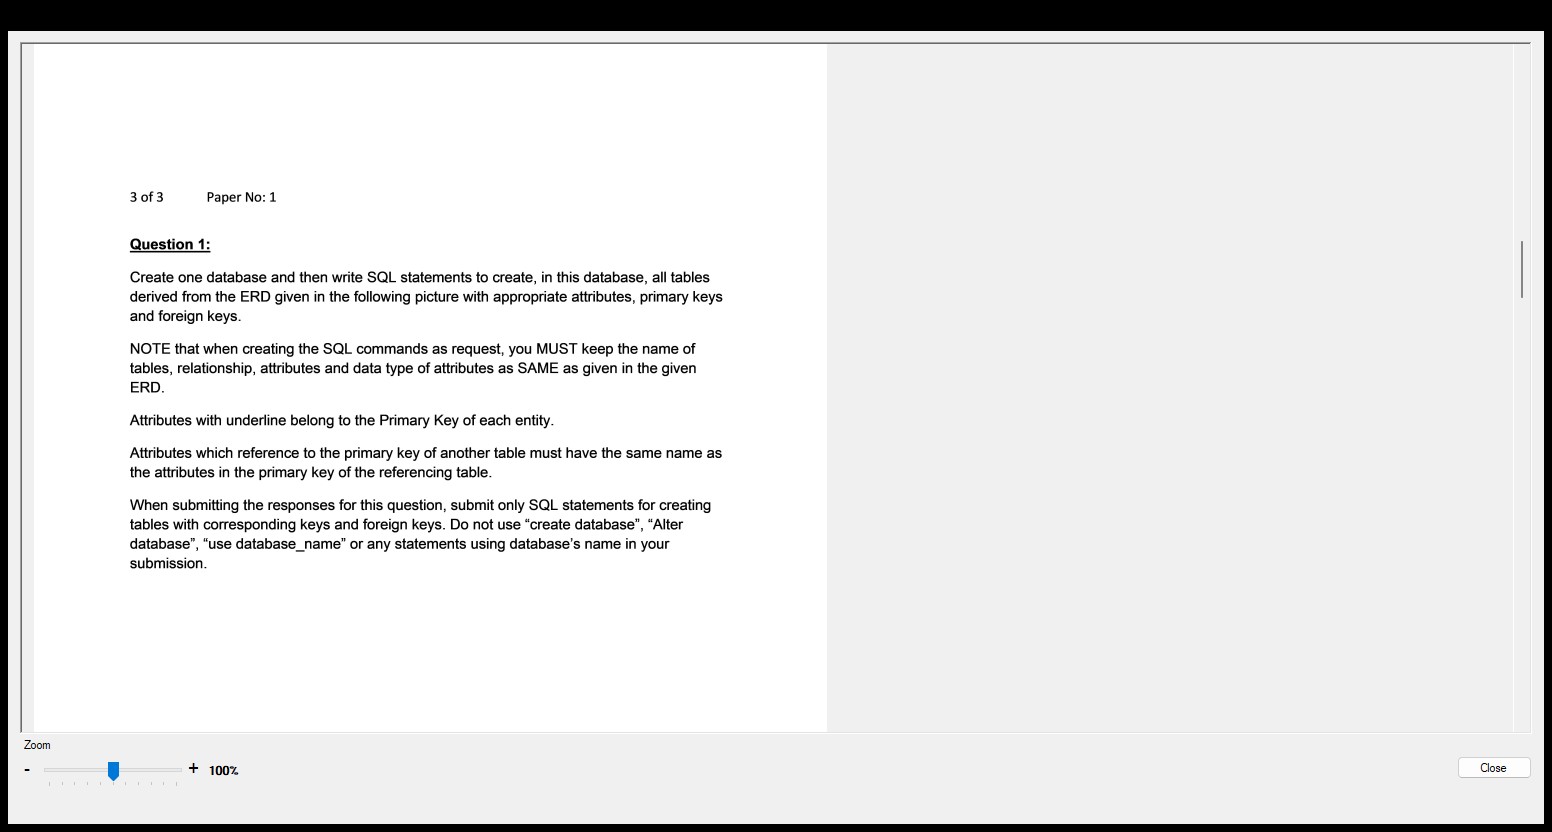 3 of 3 Paper No: 1
Question 1:
Create one database and then write SQL statements to create, in this database, all tables
derived from the ERD given in the following picture with appropriate attributes, primary keys
and foreign keys.
NOTE that when creating the SQL commands as request, you MUST keep the name of
tables, relationship, attributes and data type of attributes as SAME as given in the given
ERD.
Attributes with underline belong to the Primary Key of each entity.
Attributes which reference to the primary key of another table must have the same name as
the attributes in the primary key of the referencing table.
When submitting the responses for this question, submit only SQL statements for creating
tables with corresponding keys and foreign keys. Do not use “create database”, “Alter
database”, “use database_name” or any statements using database’s name in your
submission.
Zoom
- + 100%
Close